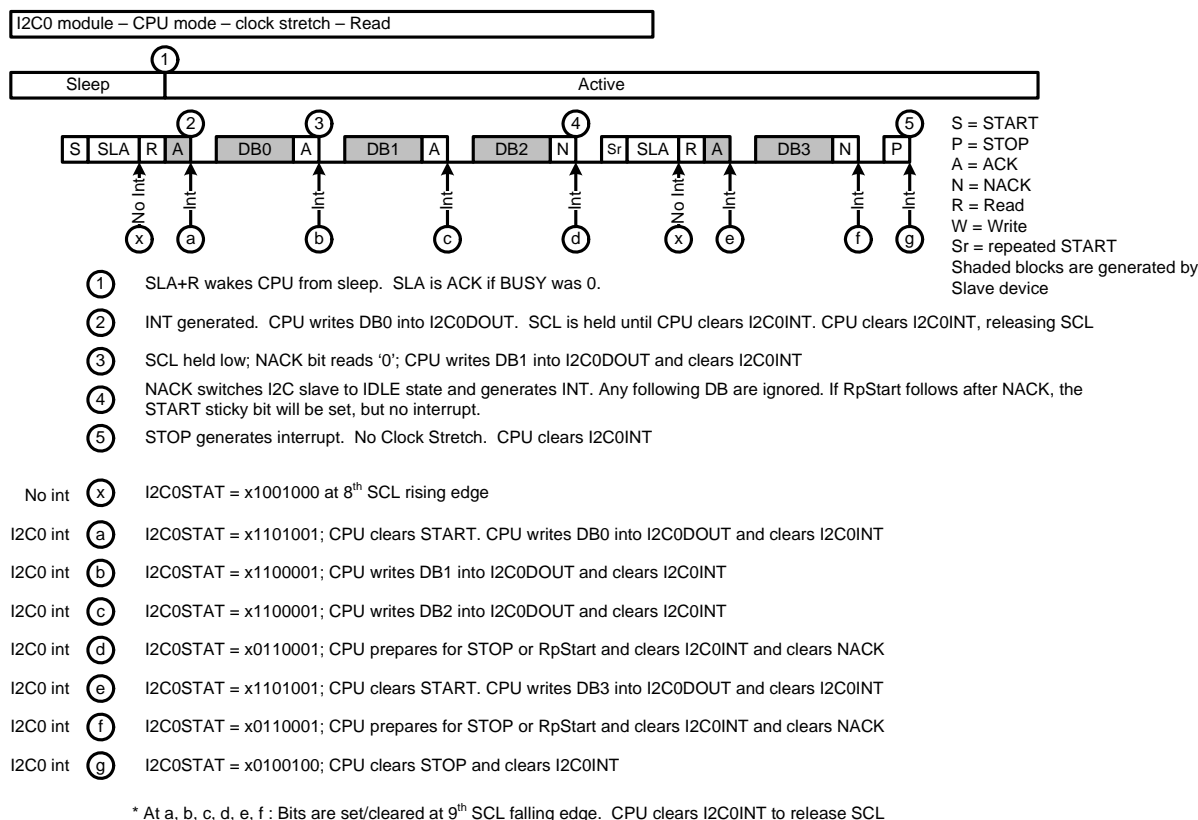 I2C0 module – CPU mode – clock stretch – Read
1
Sleep Active
2 3 4 5
S SLA R A DB0 A DB1 A DB2 N Sr SLA R A DB3 N P
No Int Int Int Int Int No Int Int Int Int
x a b c d x e f g
S = START
P = STOP
A = ACK
N = NACK
R = Read
W = Write
Sr = repeated START
Shaded blocks are generated by
Slave device
1 SLA+R wakes CPU from sleep. SLA is ACK if BUSY was 0.
2 INT generated. CPU writes DB0 into I2C0DOUT. SCL is held until CPU clears I2C0INT. CPU clears I2C0INT, releasing SCL
3 SCL held low; NACK bit reads ‘0’; CPU writes DB1 into I2C0DOUT and clears I2C0INT
4 NACK switches I2C slave to IDLE state and generates INT. Any following DB are ignored. If RpStart follows after NACK, the
START sticky bit will be set, but no interrupt.
5 STOP generates interrupt. No Clock Stretch. CPU clears I2C0INT
No int x I2C0STAT = x1001000 at 8th SCL rising edge
I2C0 int a I2C0STAT = x1101001; CPU clears START. CPU writes DB0 into I2C0DOUT and clears I2C0INT
I2C0 int b I2C0STAT = x1100001; CPU writes DB1 into I2C0DOUT and clears I2C0INT
I2C0 int c I2C0STAT = x1100001; CPU writes DB2 into I2C0DOUT and clears I2C0INT
I2C0 int d I2C0STAT = x0110001; CPU prepares for STOP or RpStart and clears I2C0INT and clears NACK
I2C0 int e I2C0STAT = x1101001; CPU clears START. CPU writes DB3 into I2C0DOUT and clears I2C0INT
I2C0 int f I2C0STAT = x0110001; CPU prepares for STOP or RpStart and clears I2C0INT and clears NACK
I2C0 int g I2C0STAT = x0100100; CPU clears STOP and clears I2C0INT
* At a, b, c, d, e, f : Bits are set/cleared at 9th SCL falling edge. CPU clears I2C0INT to release SCL